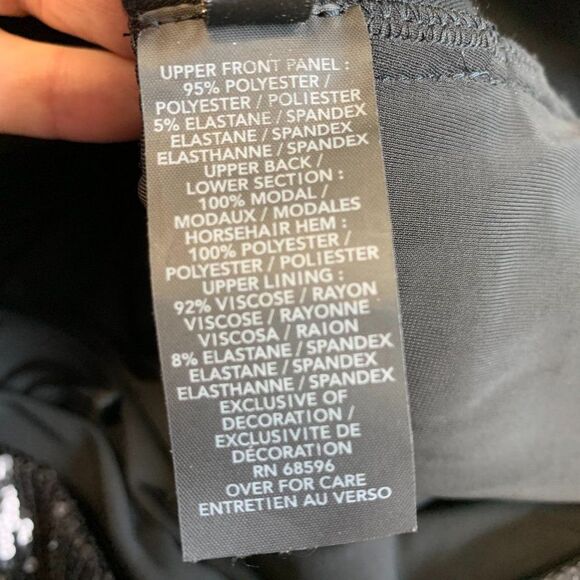 UPPER FRONT PANEL :
95% POLYESTER /
POLYESTER / POLIESTER
5% ELASTANE / SPANDEX
ELASTANE / SPANDEX
ELASTHANNE / SPANDEX
UPPER BACK /
LOWER SECTION :
100% MODAL /
MODAUX / MODALES
HORSEHAIR HEM :
100% POLYESTER /
POLYESTER / POLIESTER
UPPER LINING :
92% VISCOSE / RAYON
VISCOSE / RAYONNE
VISCOSA / RAION
8% ELASTANE / SPANDEX
ELASTANE / SPANDEX
ELASTHANNE / SPANDEX
EXCLUSIVE OF
DECORATION /
EXCLUSIVITE DE
DÉCORATION
RN 68596
OVER FOR CARE
ENTRETIEN AU VERSO